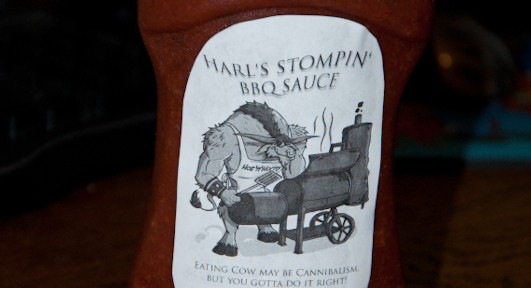 HARL'S STOMPIN'
BBQ SAUCE
EATING COW MAY BE CANNIBALISM,
BUT YOU GOTTA DO IT RIGHT!